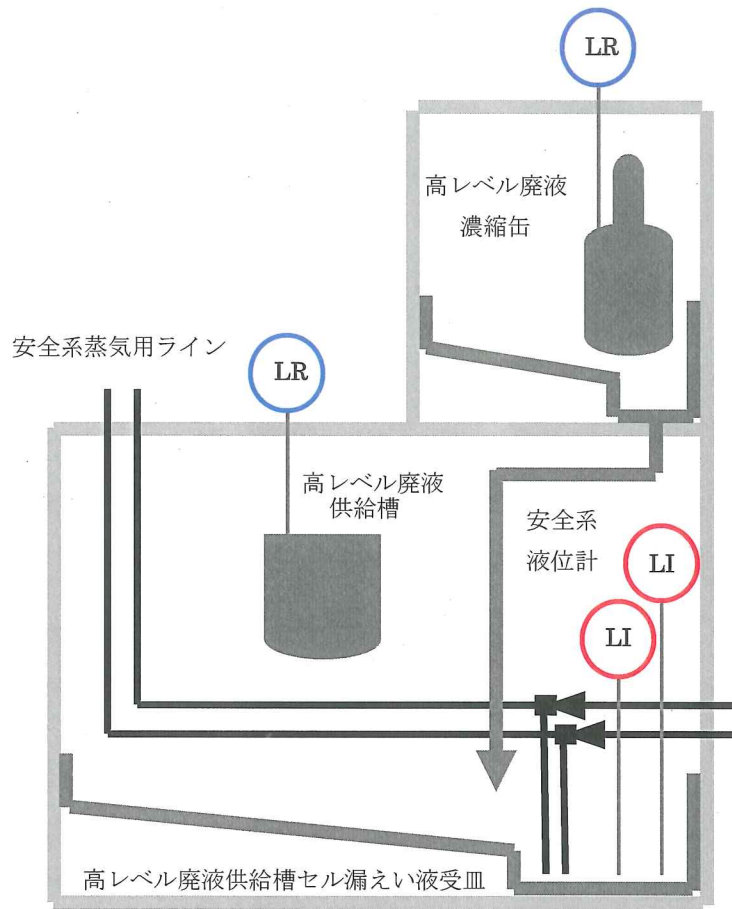 LR
高レベル廃液
濃縮缶
安全系蒸気用ライン
LR
高レベル廃液
供給槽
安全系
液位計
LI
LI
高レベル廃液供給槽セル漏えい液受皿